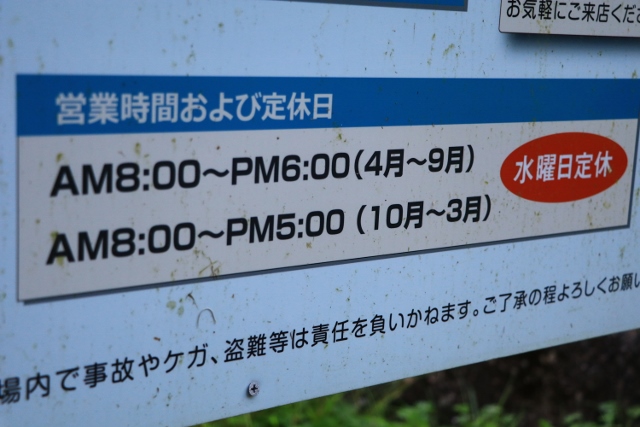 お気軽にご来店くださ
営業時間および定休日
AM8:00～PM6:00(4月～9月)
水曜日定休
AM8:00～PM5:00 (10月～3月)
場内で事故やケガ、盗難等は責任を負いかねます。ご了承の程よろしくお願い